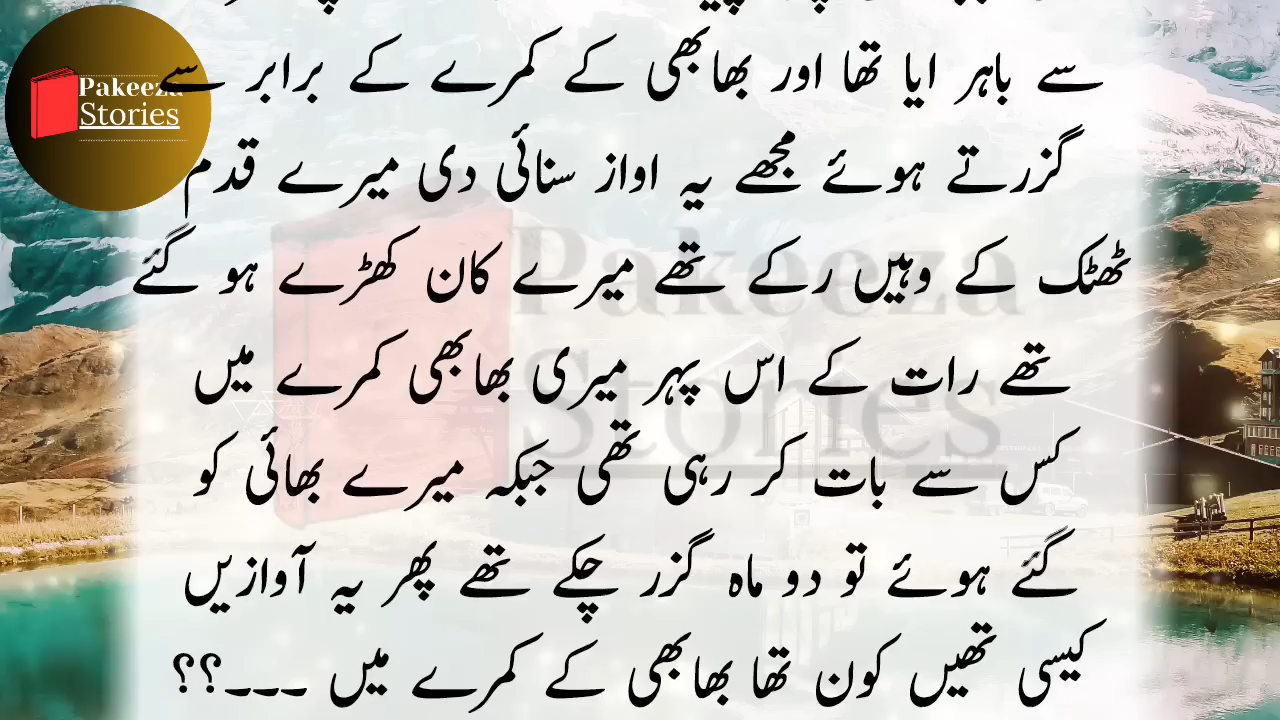 سے باہر ایا تھا اور بھابھی کے کمرے کے برابر سے
گزرتے ہوئے مجھے یہ اواز سنائی دی میرے قدم
ٹھٹک کے وہیں رکے تھے میرے کان کھڑے ہو گئے
تھے رات کے اس پہر میری بھابھی کمرے میں
کس سے بات کر رہی تھی جبکہ میرے بھائی کو
گئے ہوئے تو دو ماہ گزر چکے تھے پھر یہ آوازیں
کیسی تھیں کون تھا بھابھی کے کمرے میں ۔۔۔؟؟
Pakeeza
Stories
Pakeeza
Stories